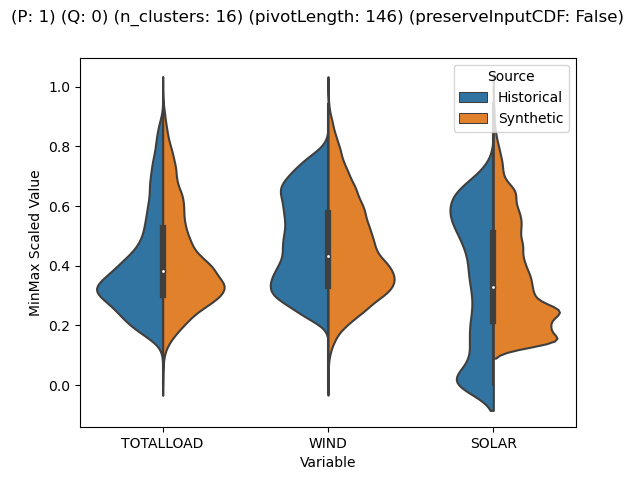 (P: 1) (Q: 0) (n_clusters: 16) (pivotLength: 146) (preserveInputCDF: False)
Source
Historical
Synthetic
1.0
0.8
0.6
0.4
0.2
0.0
MinMax Scaled Value
TOTALLOAD WIND SOLAR
Variable